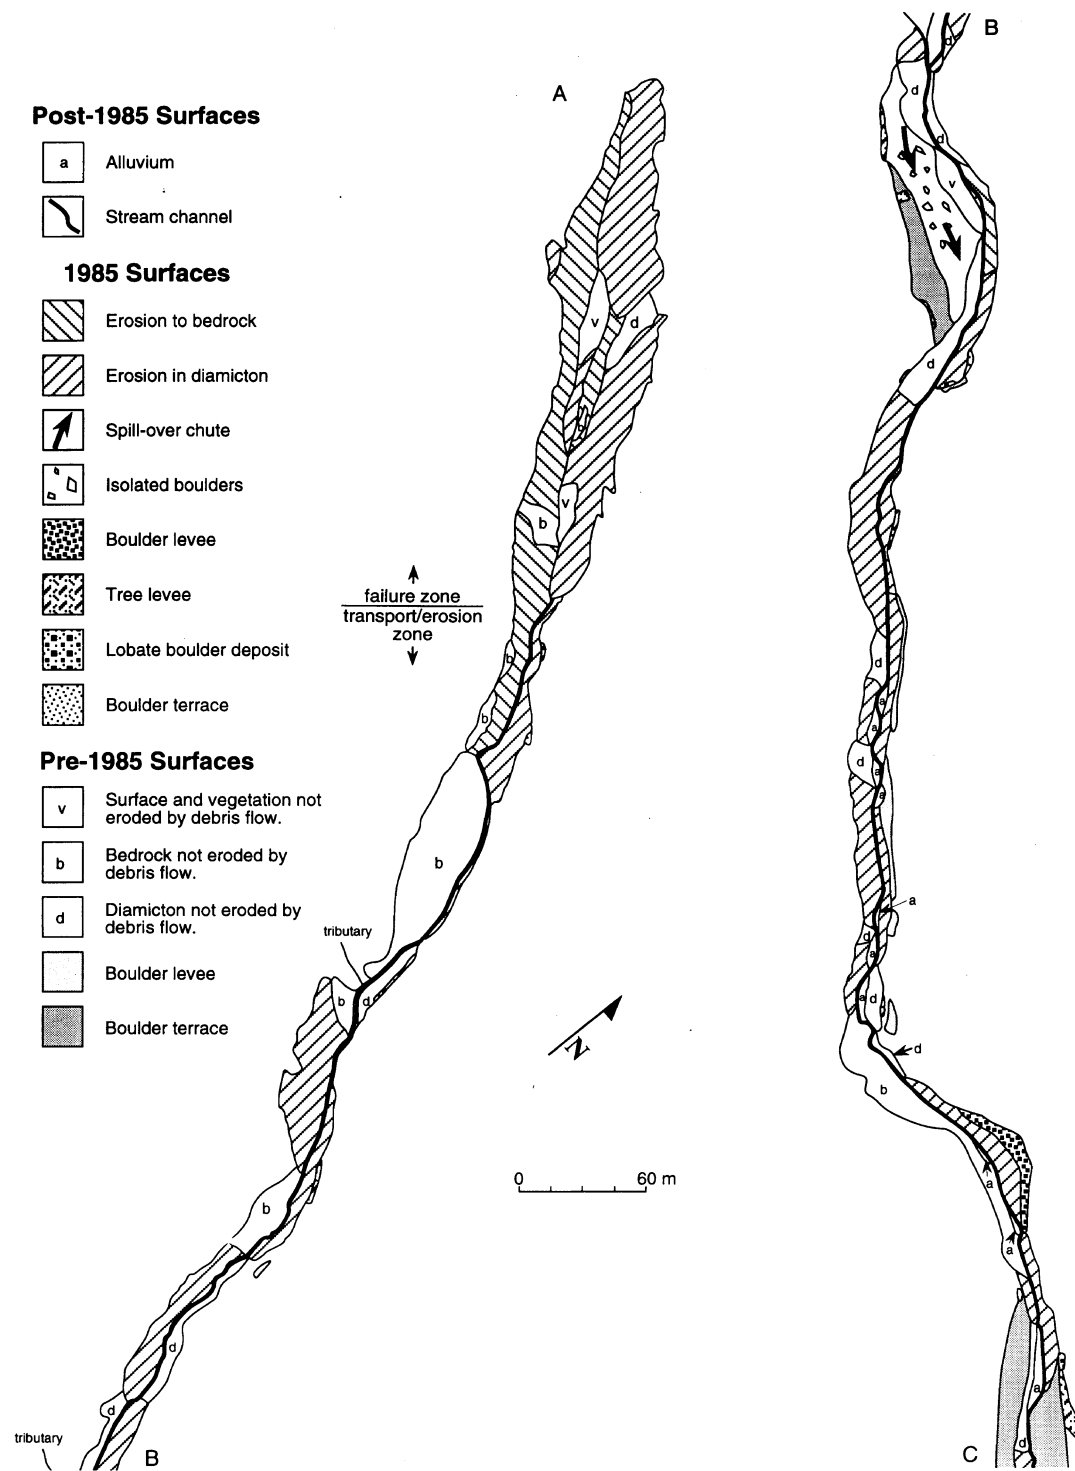 Post-1985 Surfaces
a Alluvium
Stream channel
1985 Surfaces
Erosion to bedrock
Erosion in diamicton
Spill-over chute
Isolated boulders
Boulder levee
Tree levee
Lobate boulder deposit
Boulder terrace
Pre-1985 Surfaces
v Surface and vegetation not
eroded by debris flow.
b Bedrock not eroded by
debris flow.
d Diamicton not eroded by
debris flow.
Boulder levee
Boulder terrace
A
v
d
b
v
b
failure zone
transport/erosion
zone
b
b
b
tributary
b
d
N
0 60 m
b
d
d
tributary
B
B
d
d
d
v
d
d
a
a
d
a
a
a
d
a
a
d
d
b
a
a
a
d
C